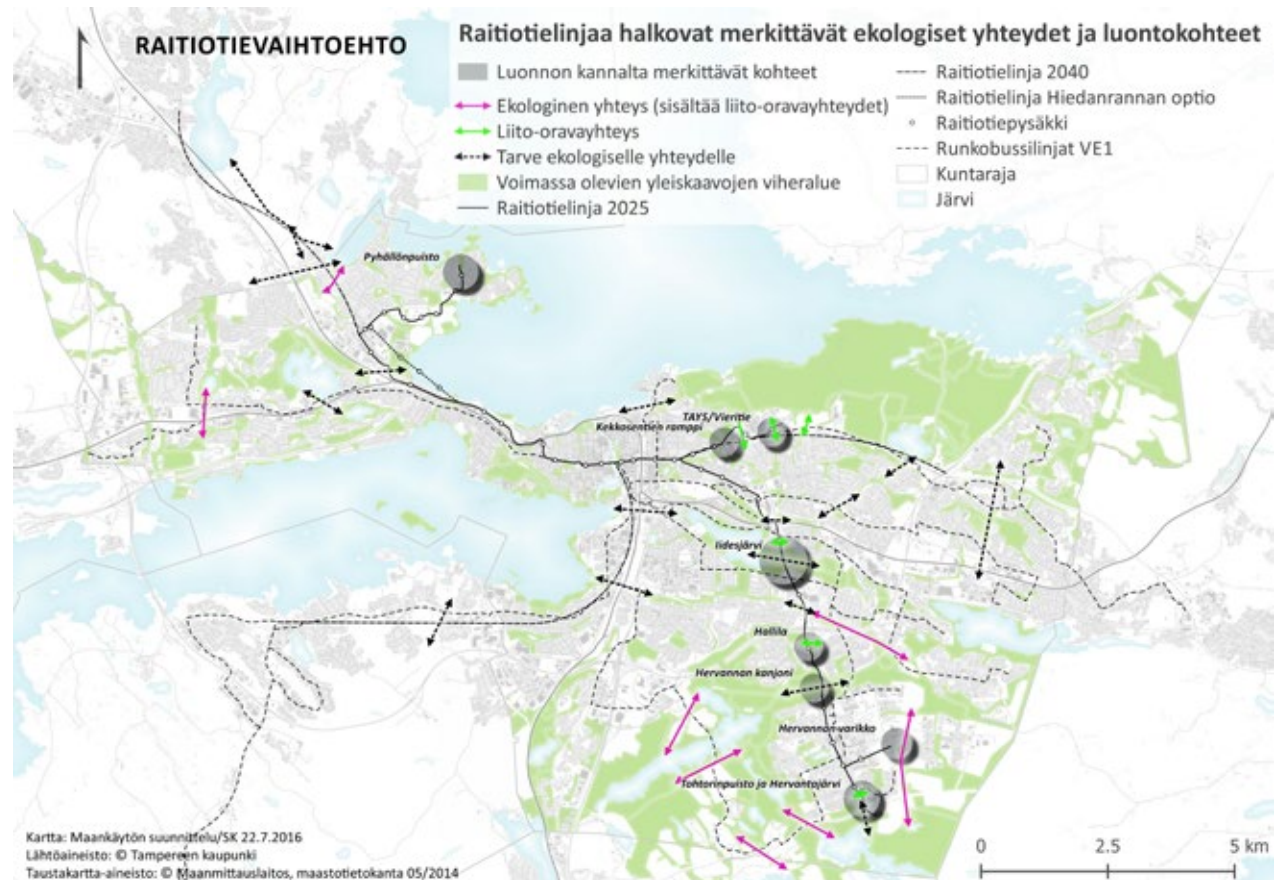 RAITIOTIEVAIHTOEHTO
Raitiotielinjaa halkovat merkittävät ekologiset yhteydet ja luontokohteet
Luonnon kannalta merkittävät kohteet
Ekologinen yhteys (sisältää liito-oravayhteydet)
Liito-oravayhteys
Tarve ekologiselle yhteydelle
Voimassa olevien yleiskaavojen viheralue
Raitiotielinja 2025
Raitiotielinja 2040
Raitiotielinja Hiedanrannan optio
Raitiotiepysäkki
Runkobussilinjat VE1
Kuntaraja
Järvi
Pyhällönpuisto
TAYS/Vieritie
Kekkosentien ramppi
Iidesjärvi
Hallila
Hervannan kanjoni
Hervannan varikko
Tohtorinpuisto ja Hervantajärvi
Kartta: Maankäytön suunnittelu/SK 22.7.2016
Lähtöaineisto: © Tampereen kaupunki
Taustakartta-aineisto: © Maanmittauslaitos, maastotietokanta 05/2014
0 2.5 5 km